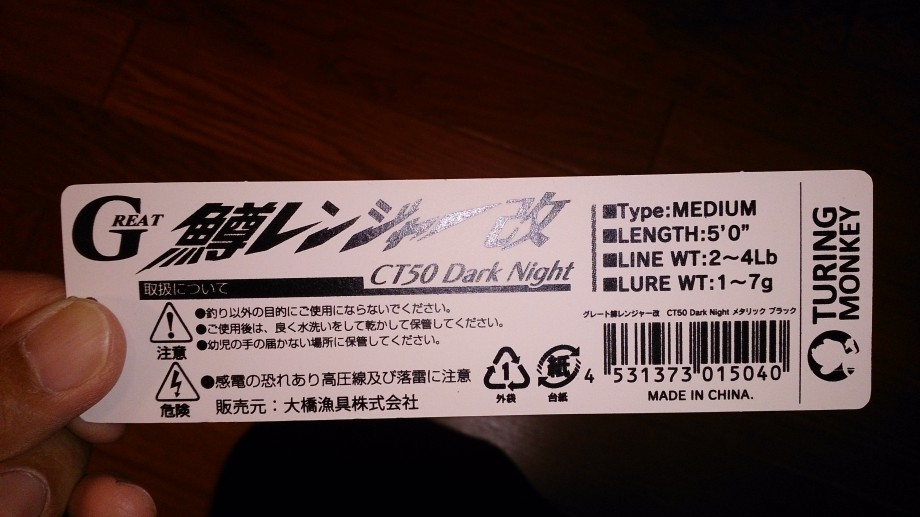 GREAT 鱒レンジャー改
CT50 Dark Night
取扱について
●釣り以外の目的にご使用にならないでください。
●ご使用後は、良く水洗いをして乾かして保管してください。
●幼児の手の届かない場所に保管してください。
注意
●感電の恐れあり高圧線及び落雷に注意
危険
販売元：大橋漁具株式会社
1
外袋
紙
台紙
■Type:MEDIUM
■LENGTH:5'0"
■LINE WT:2～4Lb
■LURE WT:1～7g
グレート鱒レンジャー改 CT50 Dark Night メタリック ブラック
4 531373 015040
MADE IN CHINA.
TURING
MONKEY